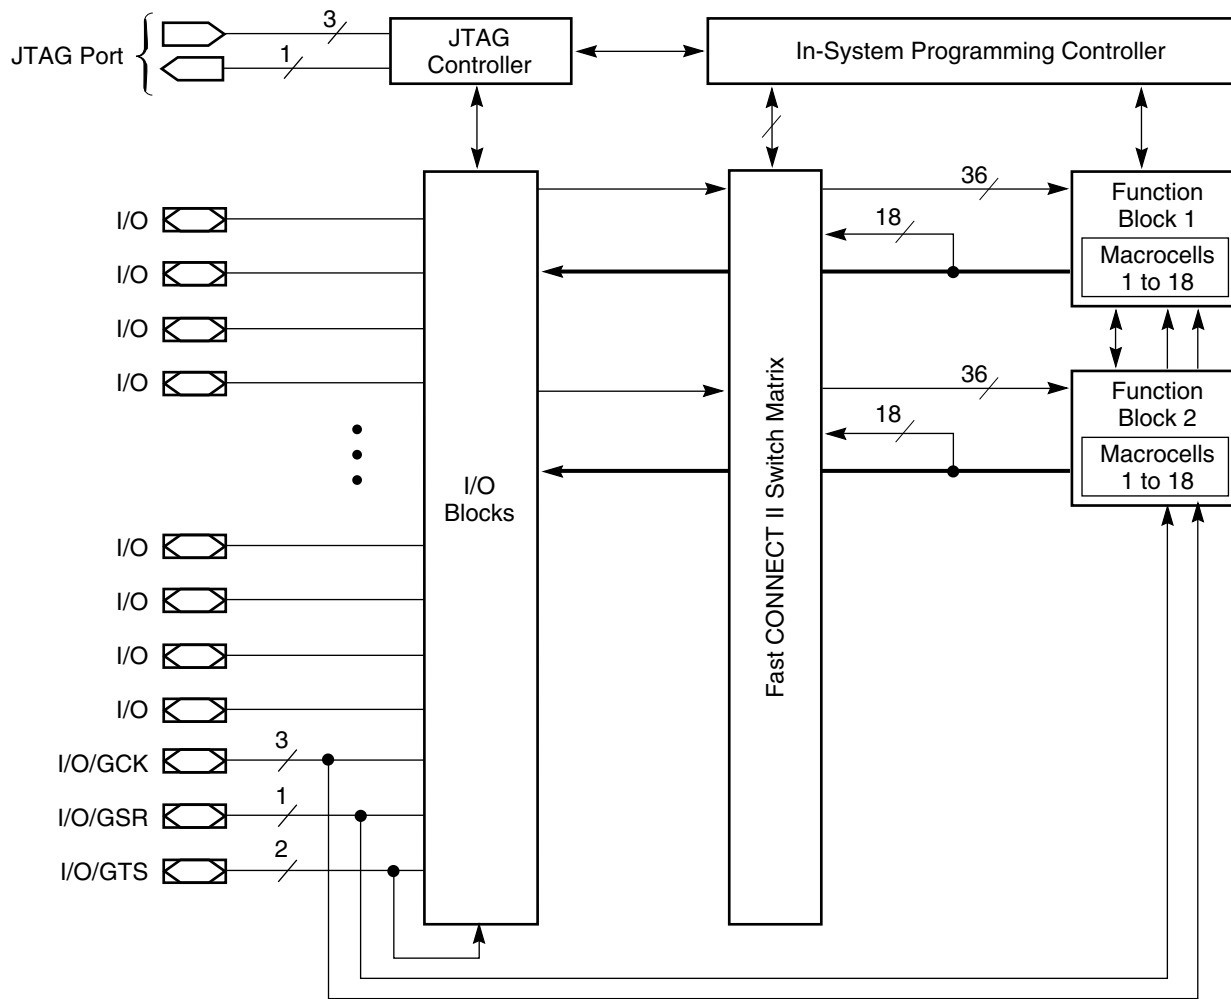 JTAG Port
3
1
JTAG
Controller
In-System Programming Controller
I/O
I/O
I/O
I/O
I/O
Blocks
Fast CONNECT II Switch Matrix
36
18
Function
Block 1
Macrocells
1 to 18
36
18
Function
Block 2
Macrocells
1 to 18
I/O
I/O
I/O
I/O
I/O/GCK
3
I/O/GSR
1
I/O/GTS
2